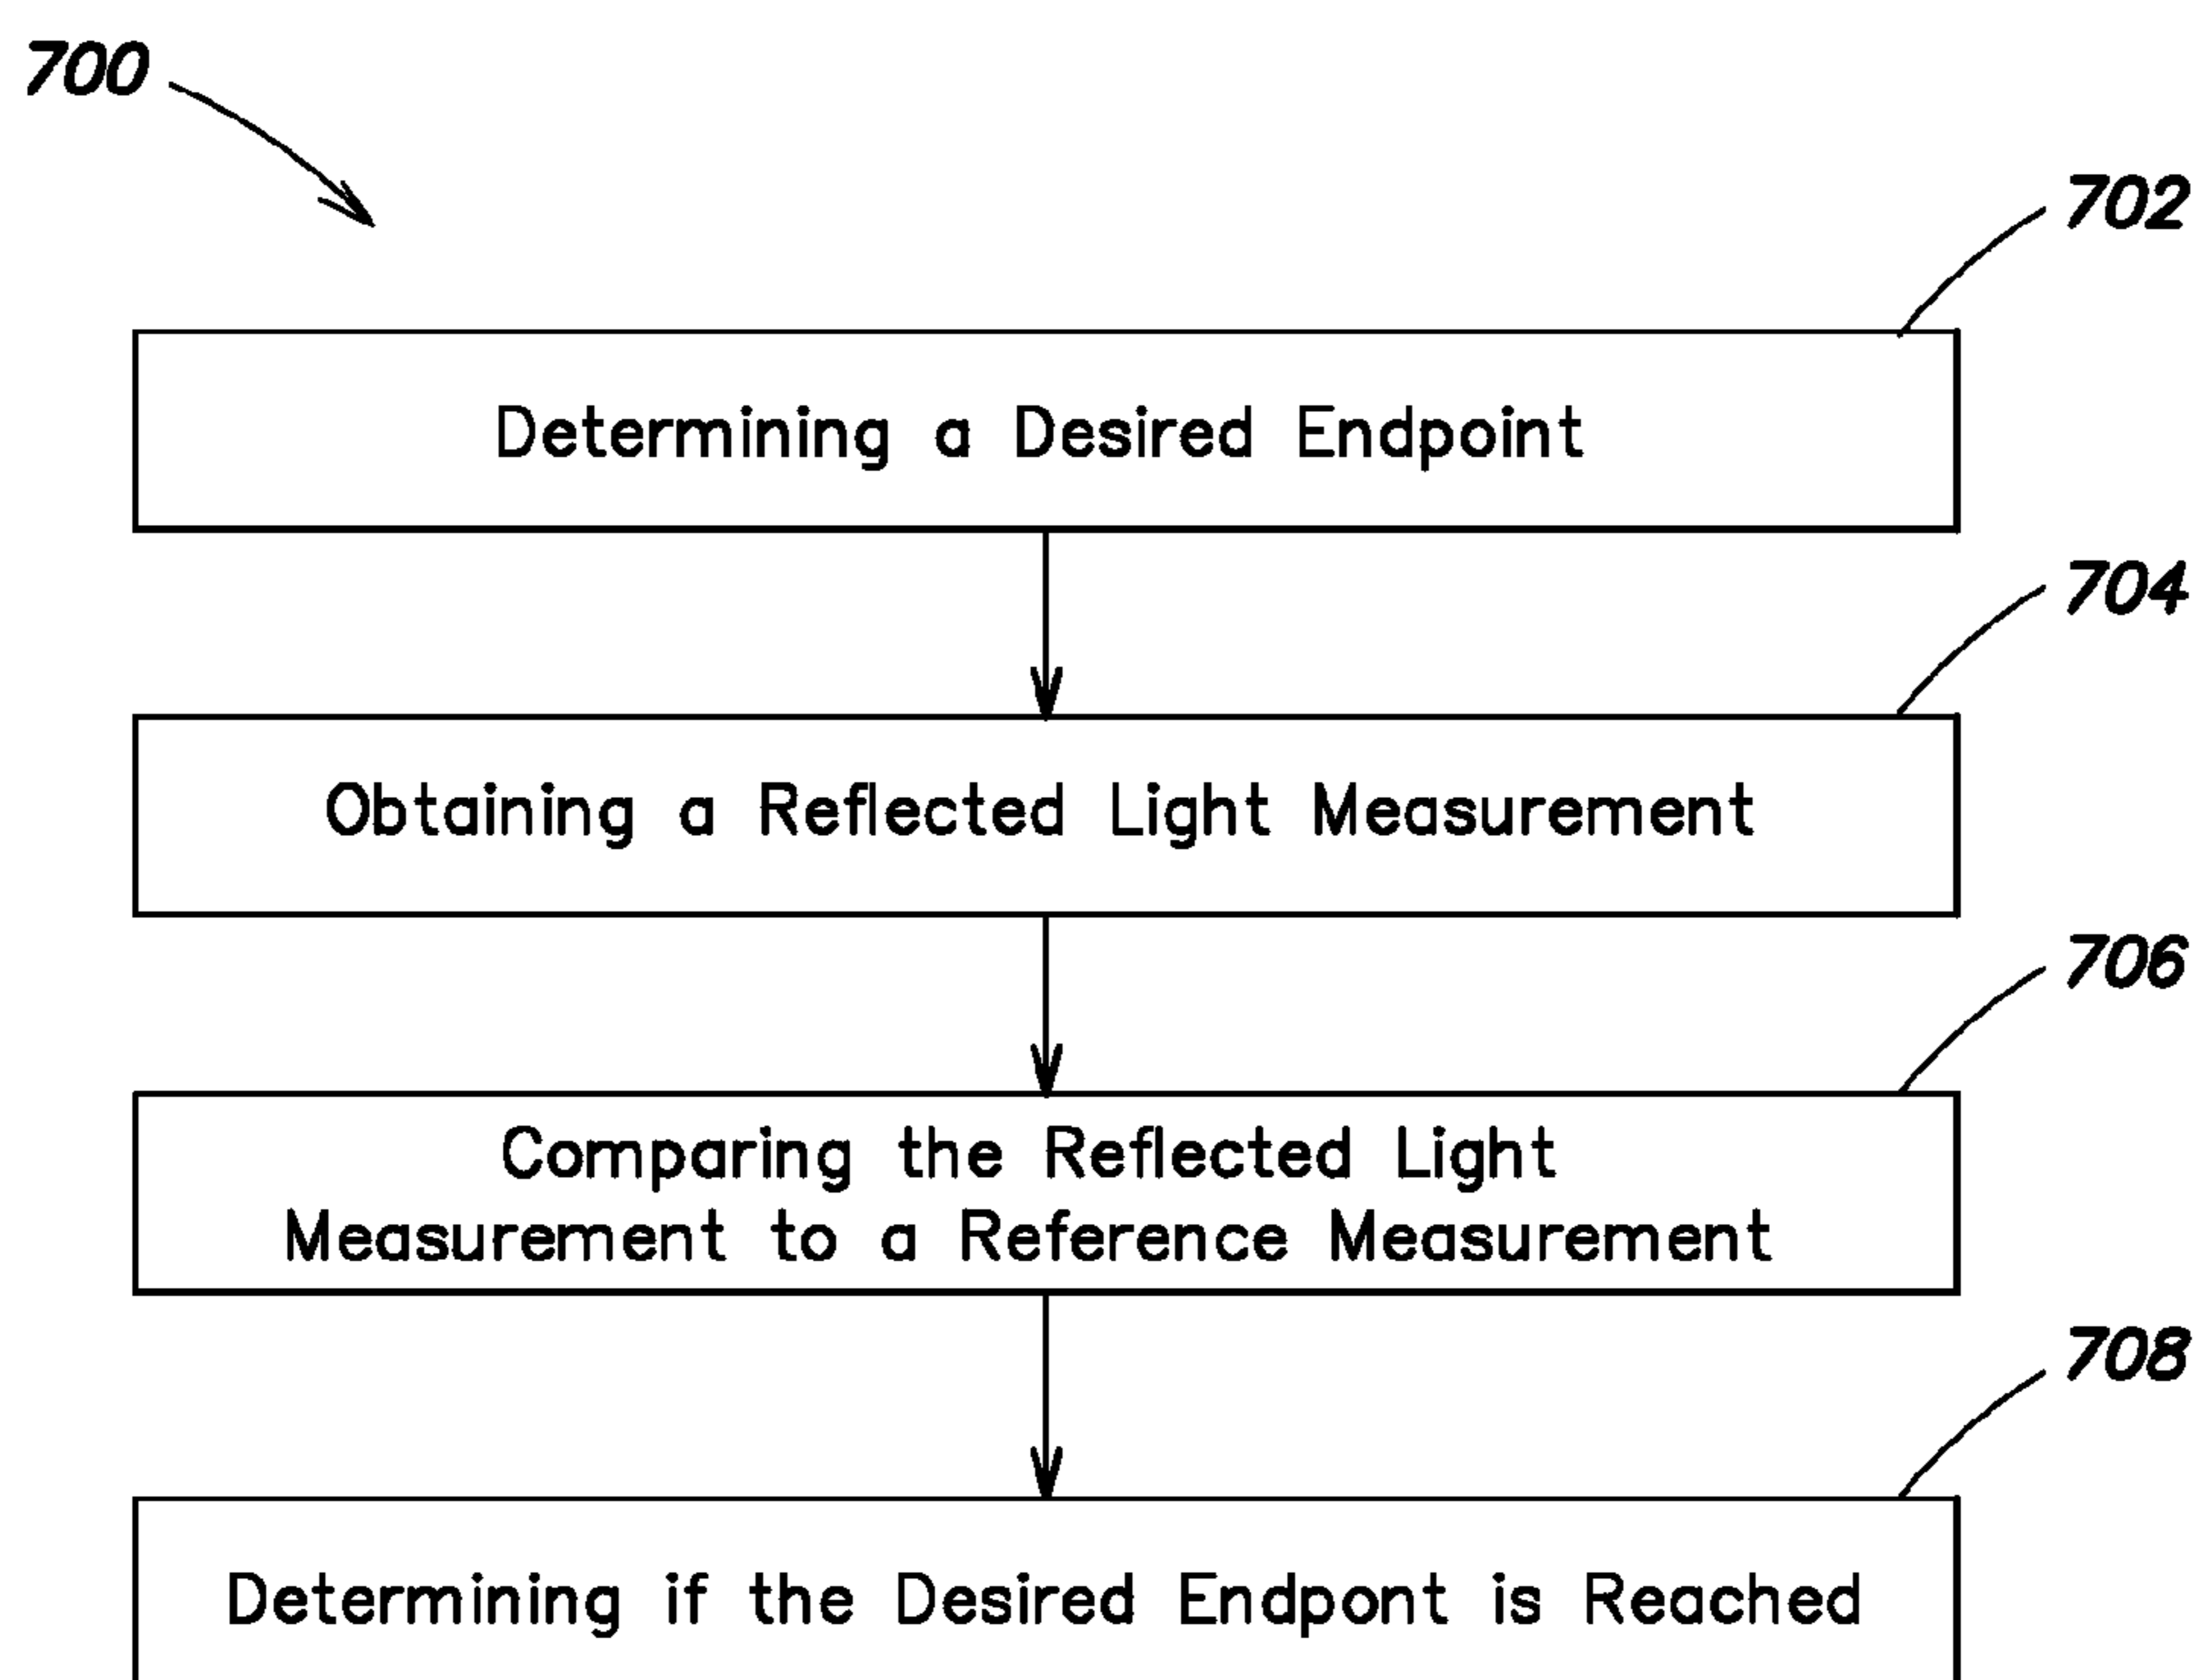 700
702
Determining a Desired Endpoint
704
Obtaining a Reflected Light Measurement
706
Comparing the Reflected Light
Measurement to a Reference Measurement
708
Determining if the Desired Endpont is Reached